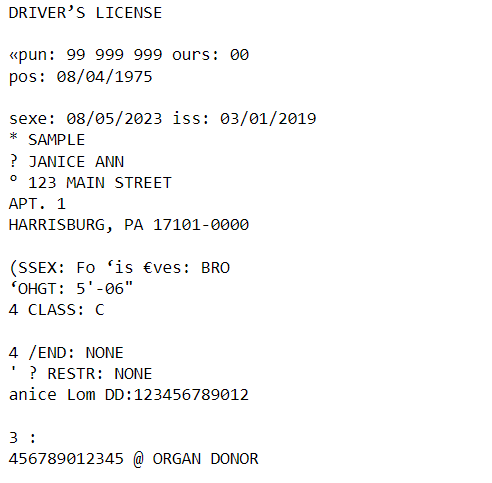 DRIVER’S LICENSE
«pun: 99 999 999 ours: 00
pos: 08/04/1975
sexe: 08/05/2023 iss: 03/01/2019
* SAMPLE
? JANICE ANN
° 123 MAIN STREET
APT. 1
HARRISBURG, PA 17101-0000
(SSEX: Fo ‘is €ves: BRO
‘OHGT: 5'-06"
4 CLASS: C
4 /END: NONE
' ? RESTR: NONE
anice Lom DD:123456789012
3 :
456789012345 @ ORGAN DONOR